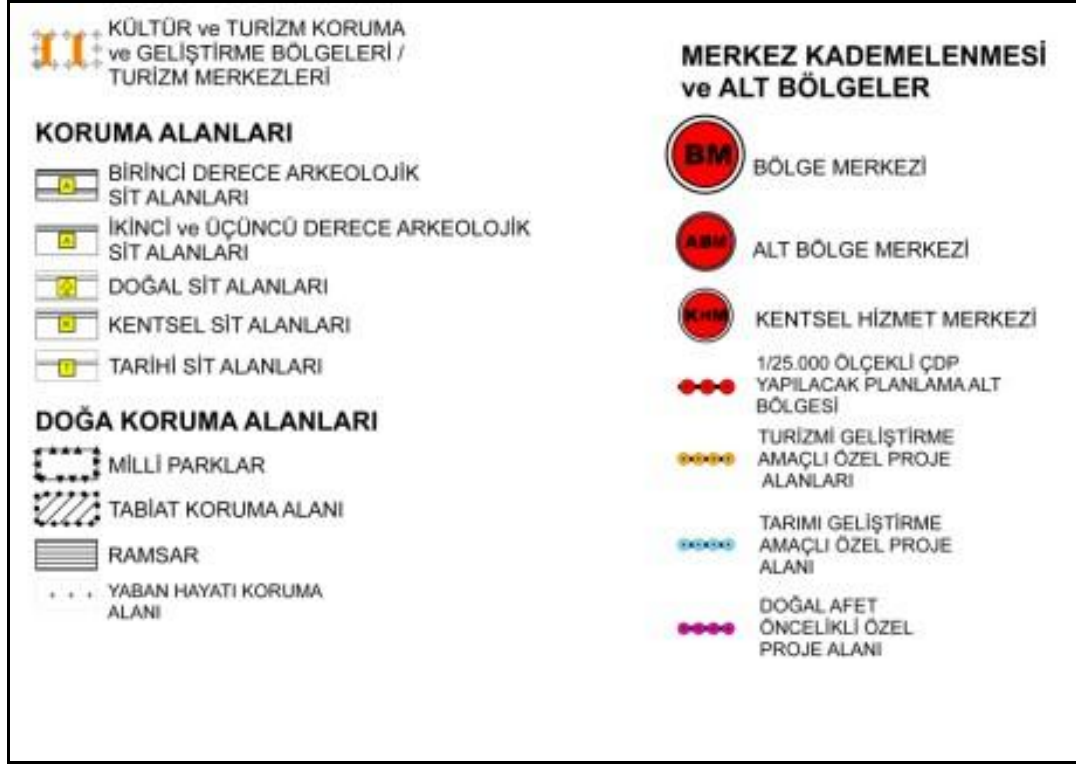 KÜLTÜR ve TURİZM KORUMA
ve GELİŞTİRME BÖLGELERİ /
TURİZM MERKEZLERİ
KORUMA ALANLARI
A
BİRİNCİ DERECE ARKEOLOJİK
SİT ALANLARI
A
İKİNCİ ve ÜÇÜNCÜ DERECE ARKEOLOJİK
SİT ALANLARI
DOĞAL SİT ALANLARI
K
KENTSEL SİT ALANLARI
T
TARİHİ SİT ALANLARI
DOĞA KORUMA ALANLARI
MİLLİ PARKLAR
TABİAT KORUMA ALANI
RAMSAR
YABAN HAYATI KORUMA
ALANI
MERKEZ KADEMELENMESİ
ve ALT BÖLGELER
BM
BÖLGE MERKEZİ
ABM
ALT BÖLGE MERKEZİ
KHM
KENTSEL HİZMET MERKEZİ
1/25.000 ÖLÇEKLİ ÇDP
YAPILACAK PLANLAMA ALT
BÖLGESİ
TURİZMİ GELİŞTİRME
AMAÇLI ÖZEL PROJE
ALANLARI
TARIMI GELİŞTİRME
AMAÇLI ÖZEL PROJE
ALANI
DOĞAL AFET
ÖNCELİKLİ ÖZEL
PROJE ALANI